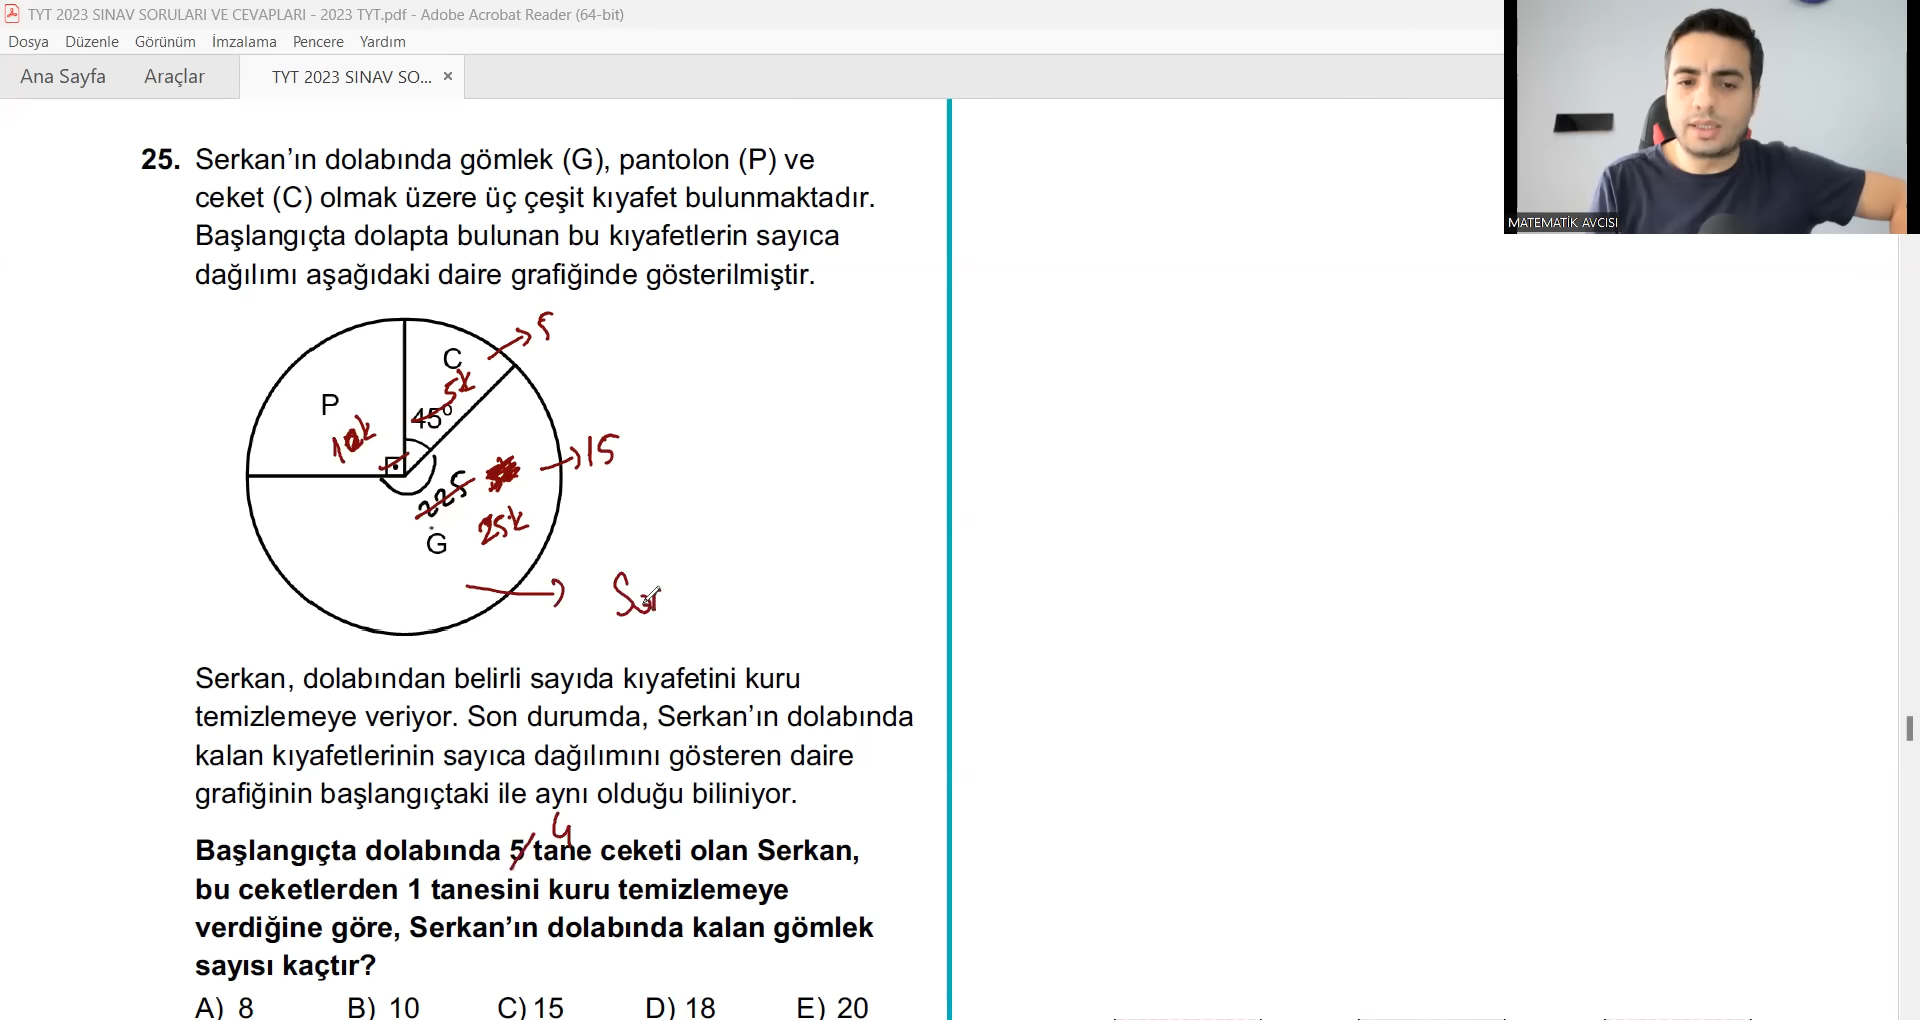 TYT 2023 SINAV SORULARI VE CEVAPLARI - 2023 TYT.pdf - Adobe Acrobat Reader (64-bit)
Dosya Düzenle Görünüm İmzalama Pencere Yardım
Ana Sayfa Araçlar TYT 2023 SINAV SO... ×
MATEMATİK AVCISI
25. Serkan’ın dolabında gömlek (G), pantolon (P) ve
ceket (C) olmak üzere üç çeşit kıyafet bulunmaktadır.
Başlangıçta dolapta bulunan bu kıyafetlerin sayıca
dağılımı aşağıdaki daire grafiğinde gösterilmiştir.
C → 5
5k
P 45º
10k
→ 15
225
25k
G
→
Serkan, dolabından belirli sayıda kıyafetini kuru
temizlemeye veriyor. Son durumda, Serkan’ın dolabında
kalan kıyafetlerinin sayıca dağılımını gösteren daire
grafiğinin başlangıçtaki ile aynı olduğu biliniyor.
4
Başlangıçta dolabında 5 tane ceketi olan Serkan,
bu ceketlerden 1 tanesini kuru temizlemeye
verdiğine göre, Serkan’ın dolabında kalan gömlek
sayısı kaçtır?
A) 8 B) 10 C) 15 D) 18 E) 20